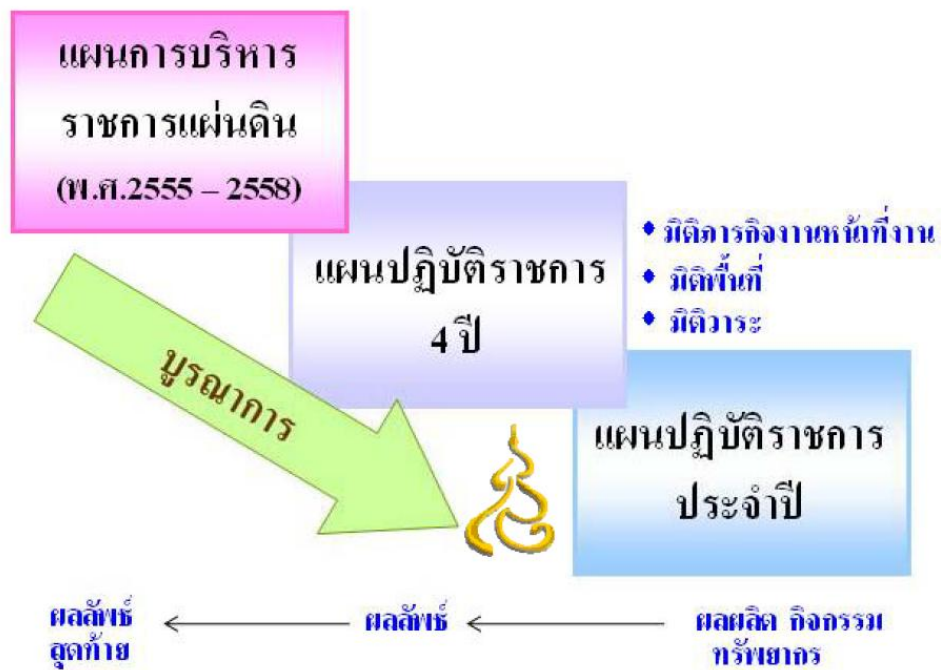 แผนการบริหาร
ราชการแผ่นดิน
(พ.ศ.2555 – 2558)
แผนปฏิบัติราชการ
4 ปี
• มิติภารกิจงานหน้าที่งาน
• มิติพื้นที่
• มิติวาระ
บูรณาการ
แผนปฏิบัติราชการ
ประจำปี
ผลลัพธ์
สุดท้าย
ผลลัพธ์
ผลผลิต กิจกรรม
ทรัพยากร